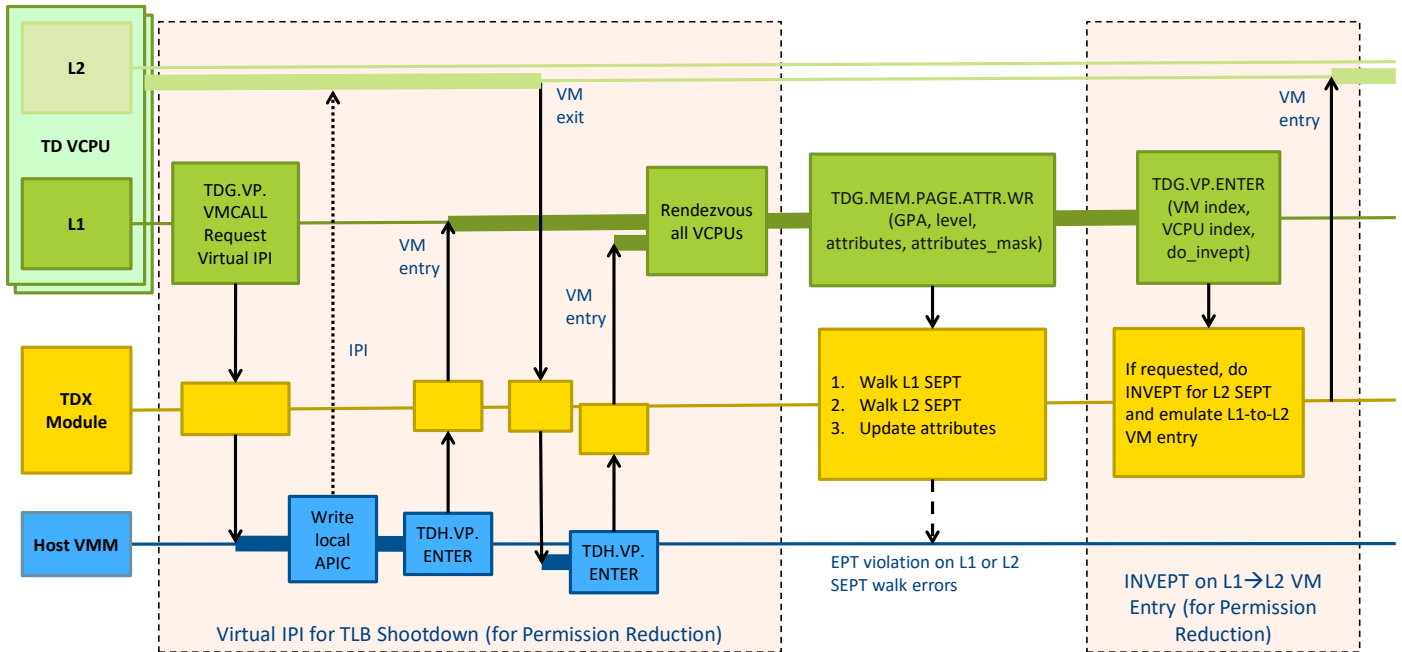 L2
TD VCPU
L1
TDX
Module
Host VMM
TDG.VP.
VMCALL
Request
Virtual IPI
IPI
Write
local
APIC
VM
entry
TDH.VP.
ENTER
VM
exit
VM
entry
TDH.VP.
ENTER
Rendezvous
all VCPUs
Virtual IPI for TLB Shootdown (for Permission Reduction)
TDG.MEM.PAGE.ATTR.WR
(GPA, level,
attributes, attributes_mask)
1. Walk L1 SEPT
2. Walk L2 SEPT
3. Update attributes
EPT violation on L1 or L2
SEPT walk errors
TDG.VP.ENTER
(VM index,
VCPU index,
do_invept)
VM
entry
If requested, do
INVEPT for L2 SEPT
and emulate L1-to-L2
VM entry
INVEPT on L1→L2 VM
Entry (for Permission
Reduction)